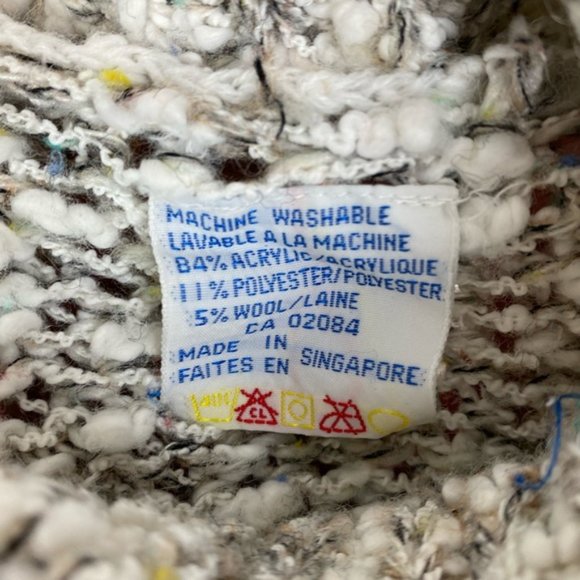 MACHINE WASHABLE
LAVABLE A LA MACHINE
84% ACRYLIC/ACRYLIQUE
11% POLYESTER/POLYESTER
5% WOOL/LAINE
CA 02084
MADE IN
FAITES EN SINGAPORE
CL